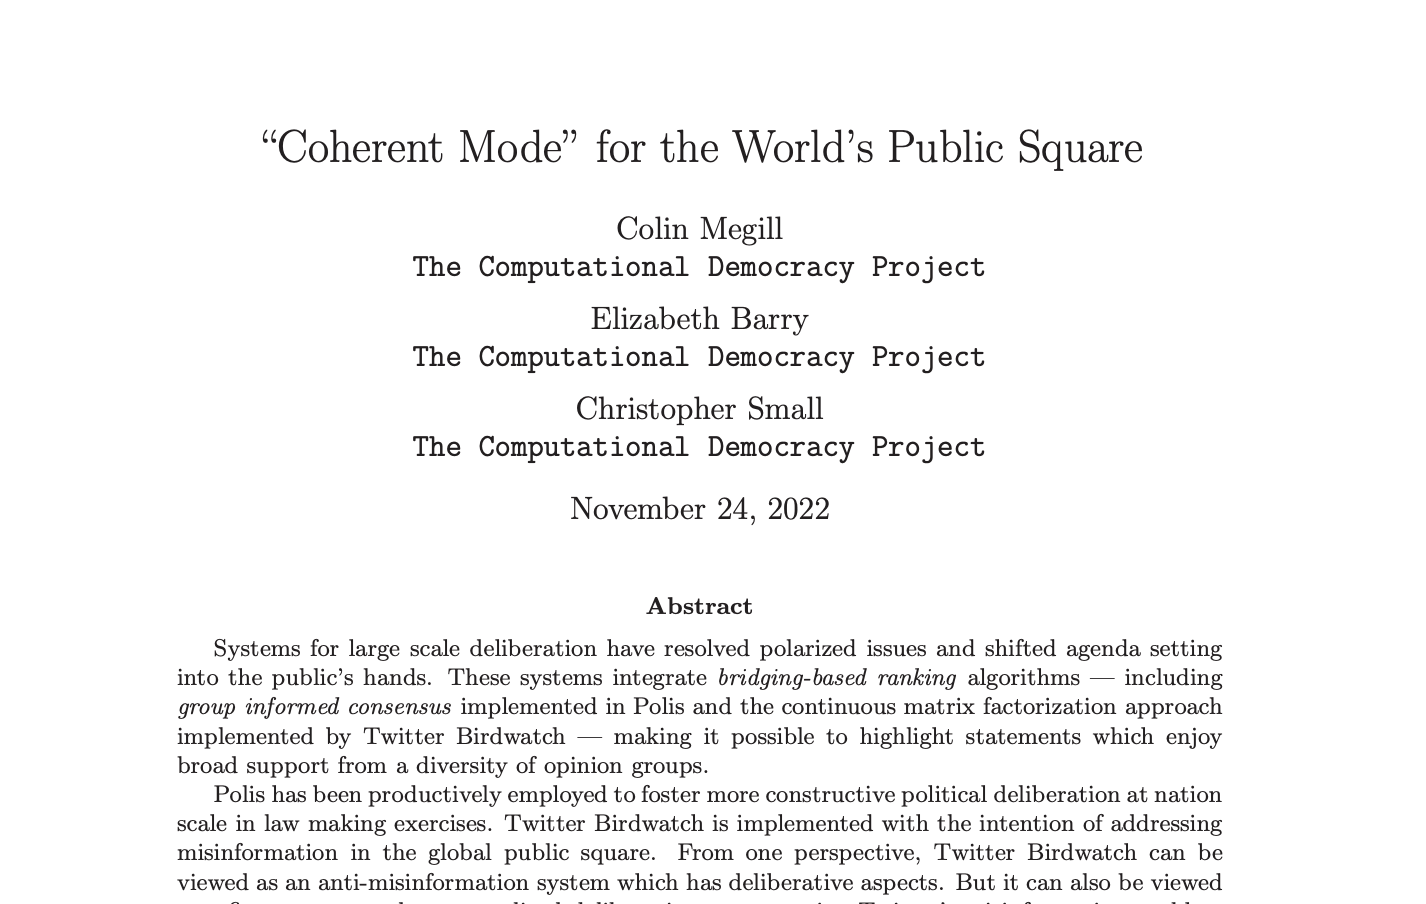 “Coherent Mode” for the World’s Public Square
Colin Megill
The Computational Democracy Project
Elizabeth Barry
The Computational Democracy Project
Christopher Small
The Computational Democracy Project
November 24, 2022
Abstract
Systems for large scale deliberation have resolved polarized issues and shifted agenda setting
into the public’s hands. These systems integrate bridging-based ranking algorithms — including
group informed consensus implemented in Polis and the continuous matrix factorization approach
implemented by Twitter Birdwatch — making it possible to highlight statements which enjoy
broad support from a diversity of opinion groups.
Polis has been productively employed to foster more constructive political deliberation at nation
scale in law making exercises. Twitter Birdwatch is implemented with the intention of addressing
misinformation in the global public square. From one perspective, Twitter Birdwatch can be
viewed as an anti-misinformation system which has deliberative aspects. But it can also be viewed